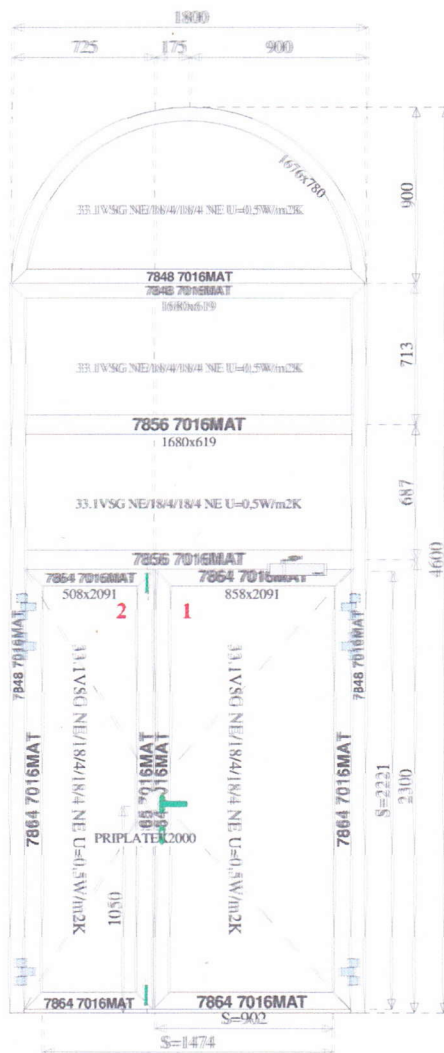 1800
725 175 900
1676x780
33.1VSG NE/18/4/18/4 NE U=0,5W/m2K
900
7848 7016MAT
7848 7016MAT
1680x619
33.1VSG NE/18/4/18/4 NE U=0,5W/m2K
713
7856 7016MAT
1680x619
33.1VSG NE/18/4/18/4 NE U=0,5W/m2K
687
4600
7856 7016MAT
7864 7016MAT
7864 7016MAT
508x2091
858x2091
2
1
7848 7016MAT
7848 7016MAT
33.1VSG NE/18/4/18/4 NE U=0,5W/m2K
33.1VSG NE/18/4/18/4 NE U=0,5W/m2K
7864 7016MAT
7016MAT
7016MAT
7864 7016MAT
S=2221
2300
PRIPLATEK2000
1050
7864 7016MAT
7864 7016MAT
S=902
S=1474